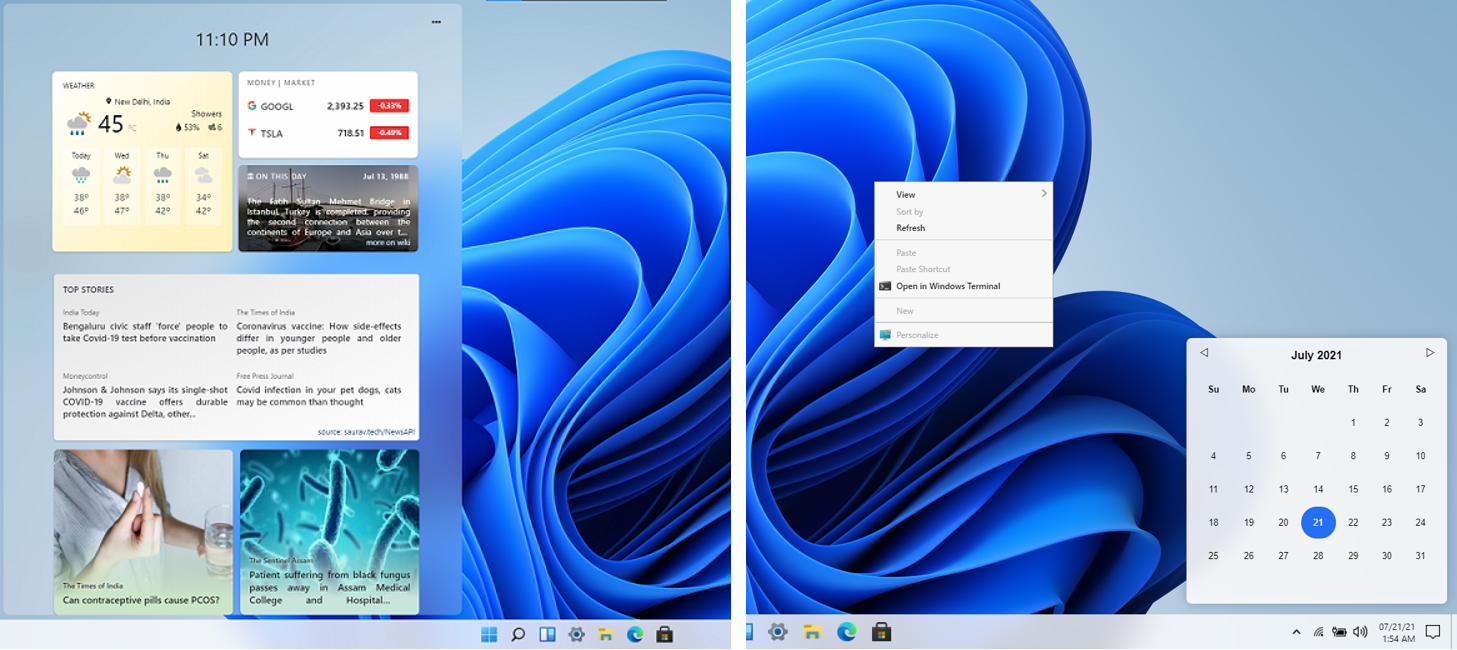 11:10 PM
WEATHER
New Delhi, India
45 °C
Showers
53% 6
Today Wed Thu Sat
38º 38º 38º 34º
46º 47º 42º 42º
MONEY | MARKET
GOOGL 2,393.25 -0.33%
TSLA 718.51 -0.49%
ON THIS DAY Jul 13, 1988
The Fatih Sultan Mehmet Bridge in
Istanbul, Turkey is completed, providing
the second connection between the
continents of Europe and Asia over t...
more on wiki
TOP STORIES
India Today
Bengaluru civic staff 'force' people to
take Covid-19 test before vaccination
The Times of India
Coronavirus vaccine: How side-effects
differ in younger people and older
people, as per studies
Moneycontrol
Johnson & Johnson says its single-shot
COVID-19 vaccine offers durable
protection against Delta, other...
Free Press Journal
Covid infection in your pet dogs, cats
may be common than thought
source: saurav.tech/NewsAPI
The Times of India
Can contraceptive pills cause PCOS?
The Sentinel Assam
Patient suffering from black fungus
passes away in Assam Medical
College and Hospital...
View
Sort by
Refresh
Paste
Paste Shortcut
Open in Windows Terminal
New
Personalize
July 2021
Su Mo Tu We Th Fr Sa
1 2 3
4 5 6 7 8 9 10
11 12 13 14 15 16 17
18 19 20 21 22 23 24
25 26 27 28 29 30 31
07/21/21
1:54 AM